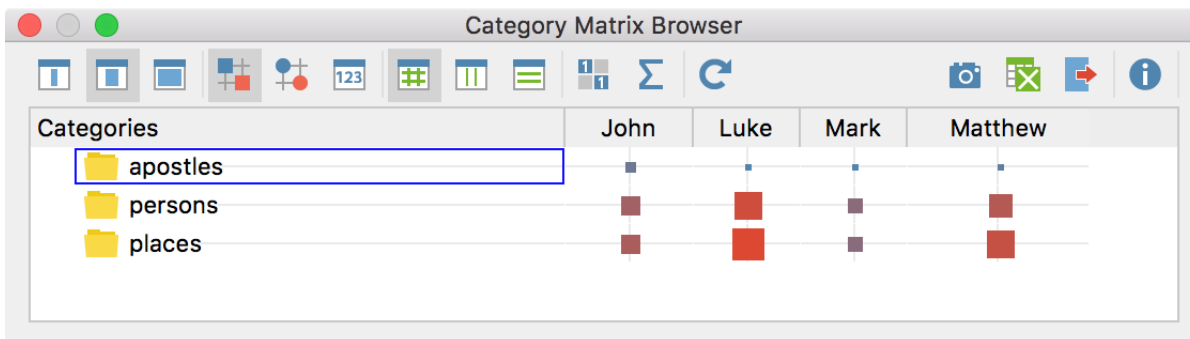 Category Matrix Browser
123
1
1
Σ
i
Categories John Luke Mark Matthew
apostles
persons
places